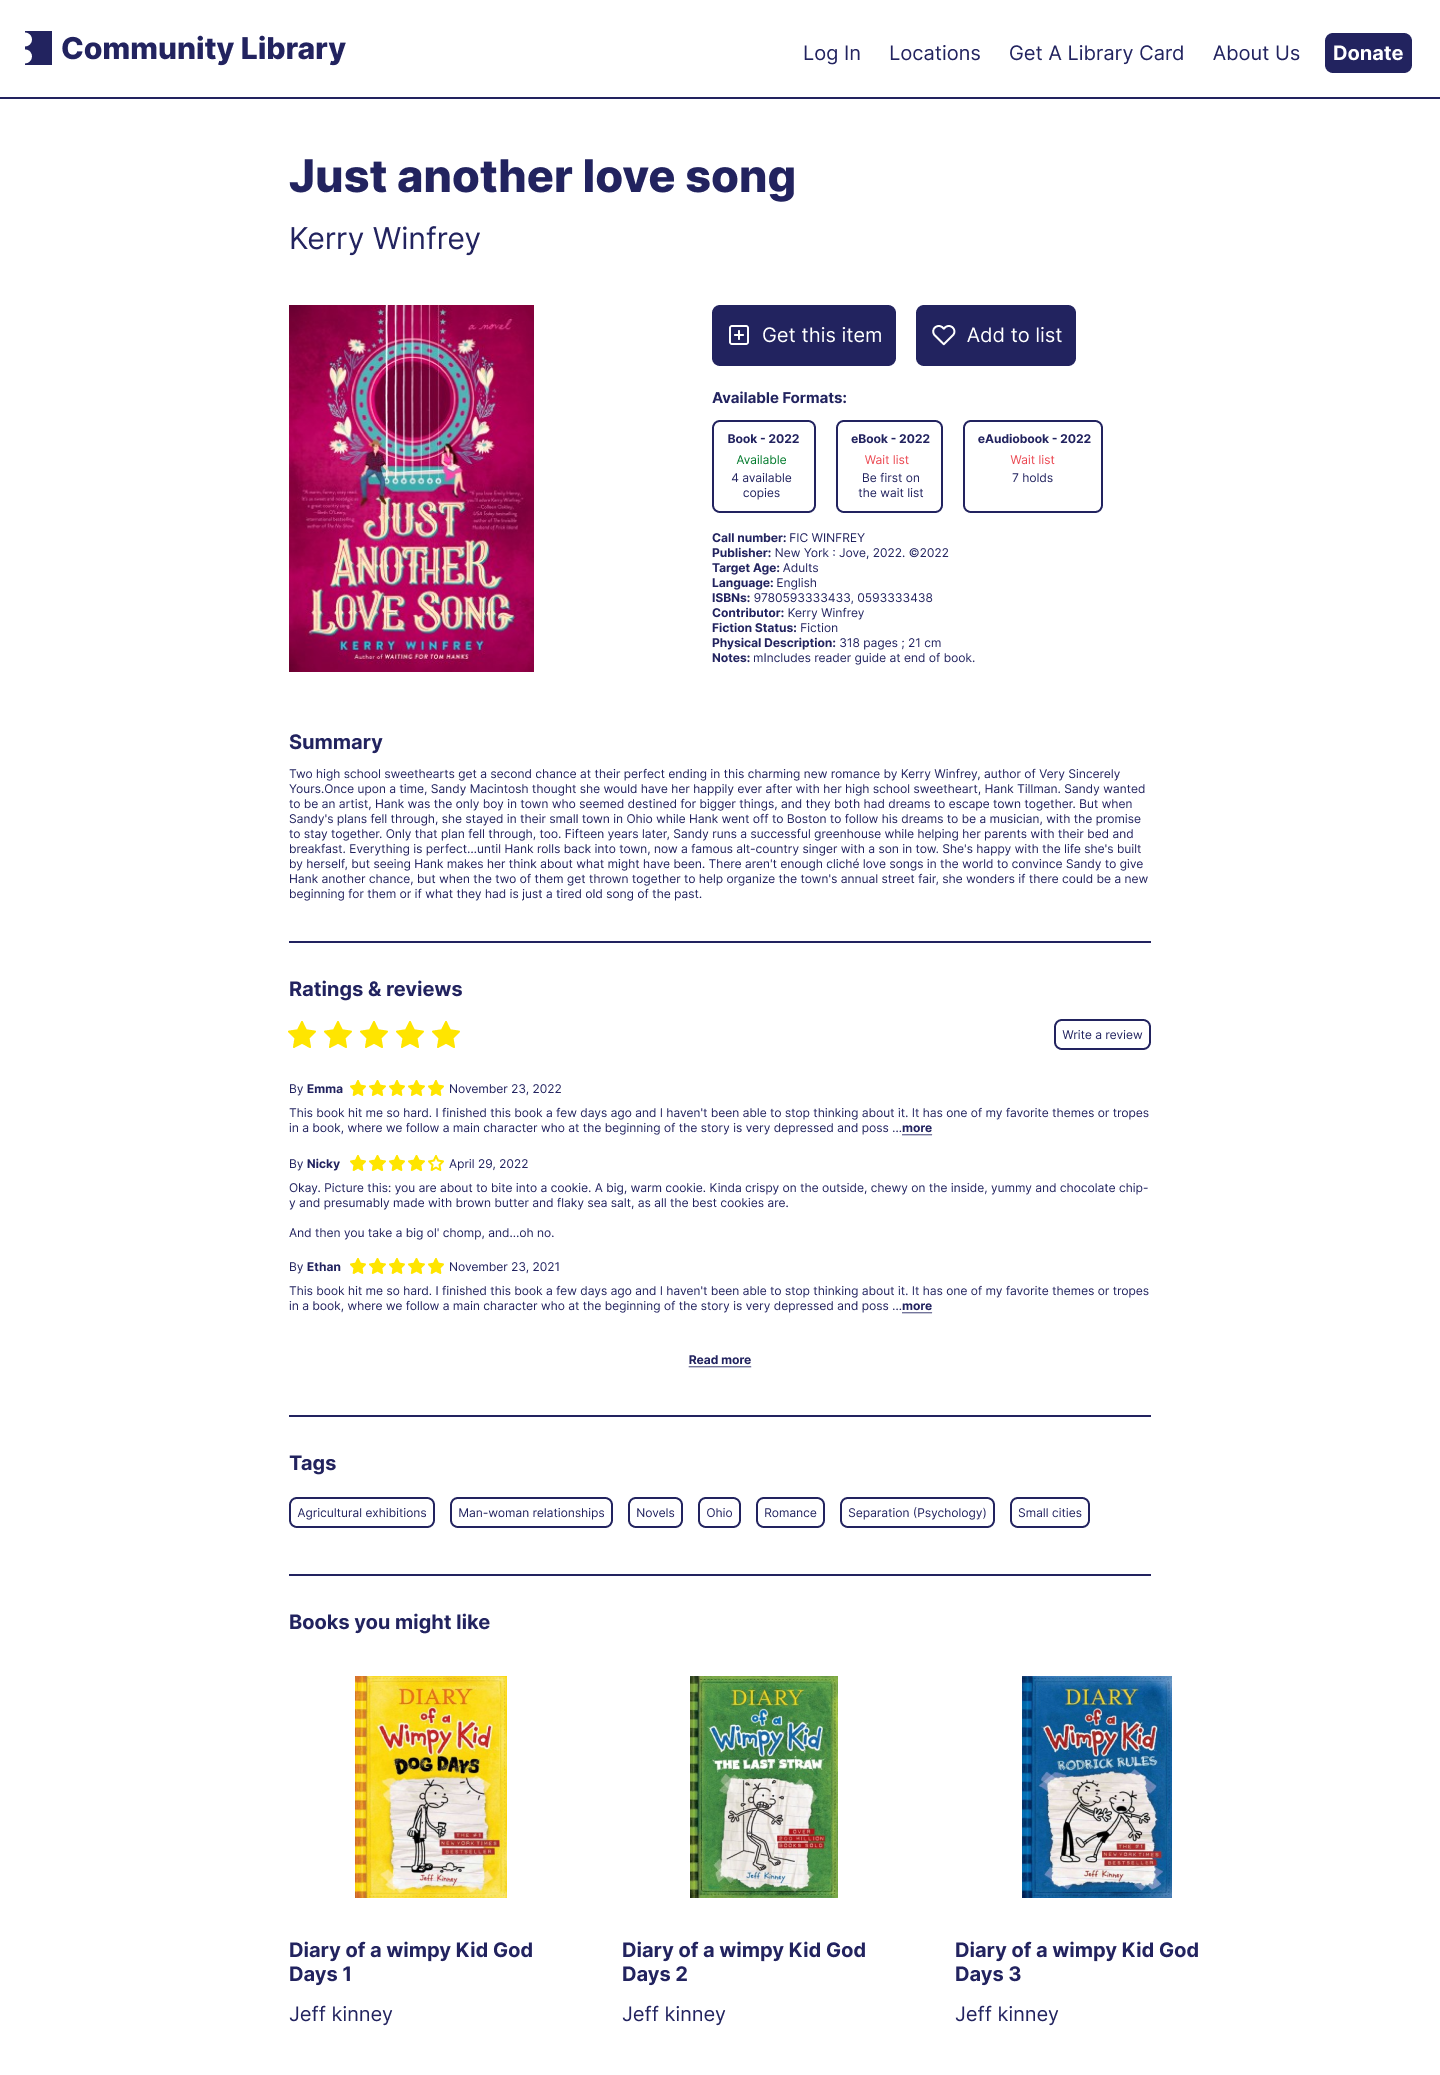 Community Library
Log In
Locations
Get A Library Card
About Us
Donate
Just another love song
Kerry Winfrey
a novel
JUST
ANOTHER
LOVE SONG
KERRY WINFREY
Author of WAITING FOR TOM HANKS
Get this item
Add to list
Available Formats:
Book - 2022
Available
4 available
copies
eBook - 2022
Wait list
Be first on
the wait list
eAudiobook - 2022
Wait list
7 holds
Call number: FIC WINFREY
Publisher: New York : Jove, 2022. ©2022
Target Age: Adults
Language: English
ISBNs: 9780593333433, 0593333438
Contributor: Kerry Winfrey
Fiction Status: Fiction
Physical Description: 318 pages ; 21 cm
Notes: mIncludes reader guide at end of book.
Summary
Two high school sweethearts get a second chance at their perfect ending in this charming new romance by Kerry Winfrey, author of Very Sincerely
Yours.Once upon a time, Sandy Macintosh thought she would have her happily ever after with her high school sweetheart, Hank Tillman. Sandy wanted
to be an artist, Hank was the only boy in town who seemed destined for bigger things, and they both had dreams to escape town together. But when
Sandy's plans fell through, she stayed in their small town in Ohio while Hank went off to Boston to follow his dreams to be a musician, with the promise
to stay together. Only that plan fell through, too. Fifteen years later, Sandy runs a successful greenhouse while helping her parents with their bed and
breakfast. Everything is perfect...until Hank rolls back into town, now a famous alt-country singer with a son in tow. She's happy with the life she's built
by herself, but seeing Hank makes her think about what might have been. There aren't enough cliché love songs in the world to convince Sandy to give
Hank another chance, but when the two of them get thrown together to help organize the town's annual street fair, she wonders if there could be a new
beginning for them or if what they had is just a tired old song of the past.
Ratings & reviews
Write a review
By Emma November 23, 2022
This book hit me so hard. I finished this book a few days ago and I haven't been able to stop thinking about it. It has one of my favorite themes or tropes
in a book, where we follow a main character who at the beginning of the story is very depressed and poss ...more
By Nicky April 29, 2022
Okay. Picture this: you are about to bite into a cookie. A big, warm cookie. Kinda crispy on the outside, chewy on the inside, yummy and chocolate chip-
y and presumably made with brown butter and flaky sea salt, as all the best cookies are.
And then you take a big ol' chomp, and...oh no.
By Ethan November 23, 2021
This book hit me so hard. I finished this book a few days ago and I haven't been able to stop thinking about it. It has one of my favorite themes or tropes
in a book, where we follow a main character who at the beginning of the story is very depressed and poss ...more
Read more
Tags
Agricultural exhibitions
Man-woman relationships
Novels
Ohio
Romance
Separation (Psychology)
Small cities
Books you might like
DIARY
of a
Wimpy Kid
DOG DAYS
THE #1
NEW YORK TIMES
BESTSELLER
Jeff Kinney
DIARY
of a
Wimpy Kid
THE LAST STRAW
OVER
200 MILLION
BOOKS SOLD
Jeff Kinney
DIARY
of a
Wimpy Kid
RODRICK RULES
THE #1
NEW YORK TIMES
BESTSELLER
Jeff Kinney
Diary of a wimpy Kid God
Days 1
Jeff kinney
Diary of a wimpy Kid God
Days 2
Jeff kinney
Diary of a wimpy Kid God
Days 3
Jeff kinney